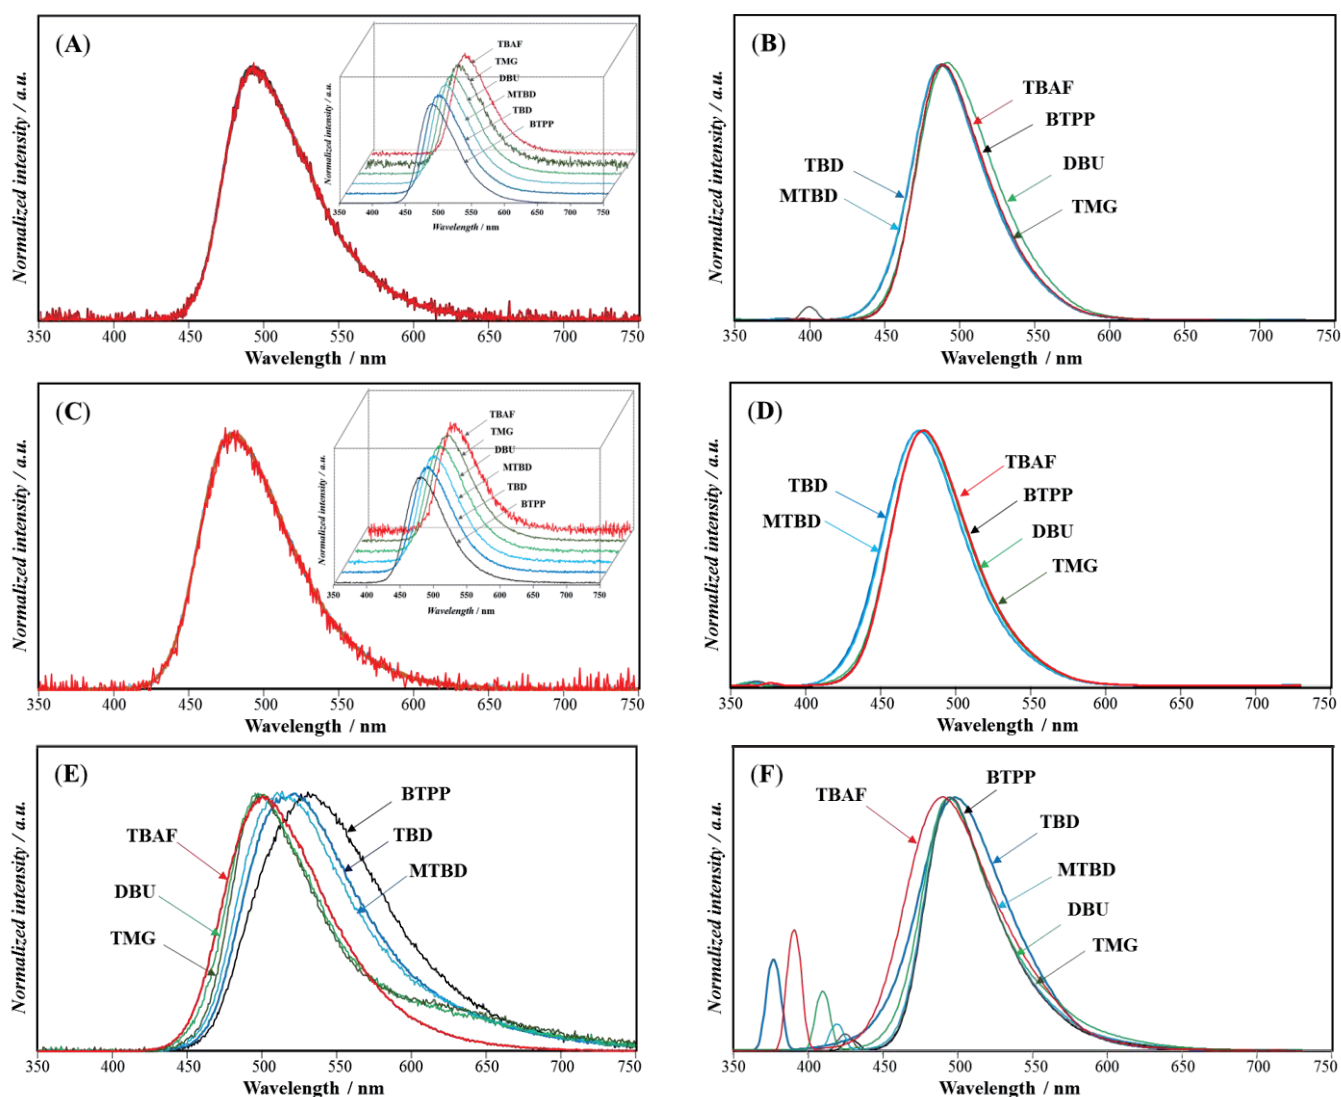 (A)
Normalized intensity / a.u.
Normalized intensity / a.u.
TBAF
TMG
DBU
MTBD
TBD
BTPP
350 400 450 500 550 600 650 700 750
Wavelength / nm
350 400 450 500 550 600 650 700 750
Wavelength / nm
(B)
Normalized intensity / a.u.
TBAF
BTPP
DBU
TMG
TBD
MTBD
350 400 450 500 550 600 650 700 750
Wavelength / nm
(C)
Normalized intensity / a.u.
Normalized intensity / a.u.
TBAF
TMG
DBU
MTBD
TBD
BTPP
350 400 450 500 550 600 650 700 750
Wavelength / nm
350 400 450 500 550 600 650 700 750
Wavelength / nm
(D)
Normalized intensity / a.u.
TBAF
BTPP
DBU
TMG
TBD
MTBD
350 400 450 500 550 600 650 700 750
Wavelength / nm
(E)
Normalized intensity / a.u.
BTPP
TBD
MTBD
TBAF
DBU
TMG
350 400 450 500 550 600 650 700 750
Wavelength / nm
(F)
Normalized intensity / a.u.
TBAF
BTPP
TBD
MTBD
DBU
TMG
350 400 450 500 550 600 650 700 750
Wavelength / nm